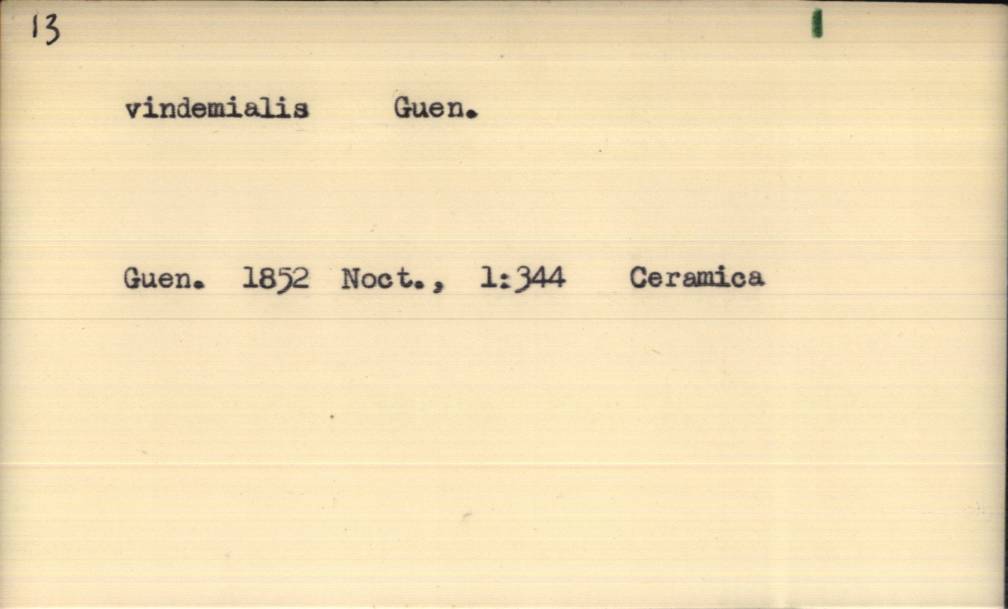 13
vindemialis Guen.
Guen. 1852 Noct., 1:344 Ceramica